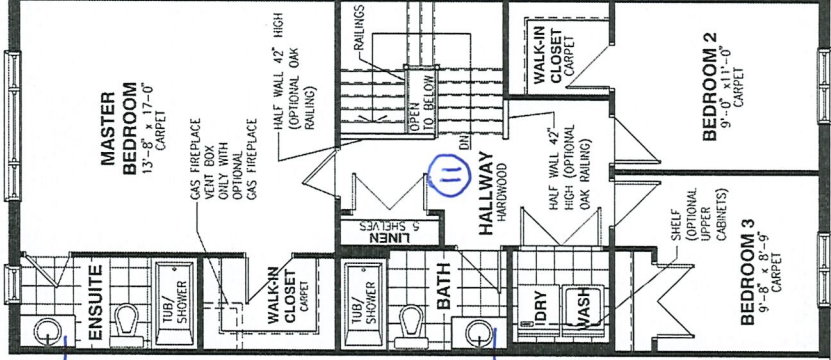 MASTER
BEDROOM
13'-8" x 17-0"
CARPET
GAS FIREPLACE
VENT BOX
ONLY WITH
OPTIONAL
GAS FIREPLACE
HALF WALL 42" HIGH
(OPTIONAL OAK
RAILING)
RAILINGS
OPEN
TO BELOW
DN
WALK-IN
CLOSET
CARPET
BEDROOM 2
9'-0" x11'-0"
CARPET
11
HALLWAY
HARDWOOD
HALF WALL 42"
HIGH (OPTIONAL
OAK RAILING)
LINEN
5 SHELVES
SHELF
(OPTIONAL
UPPER
CABINETS)
BEDROOM 3
9'-8" x 8'-9"
CARPET
ENSUITE
TUB/
SHOWER
WALK-IN
CLOSET
CARPET
TUB/
SHOWER
BATH
DRY
WASH